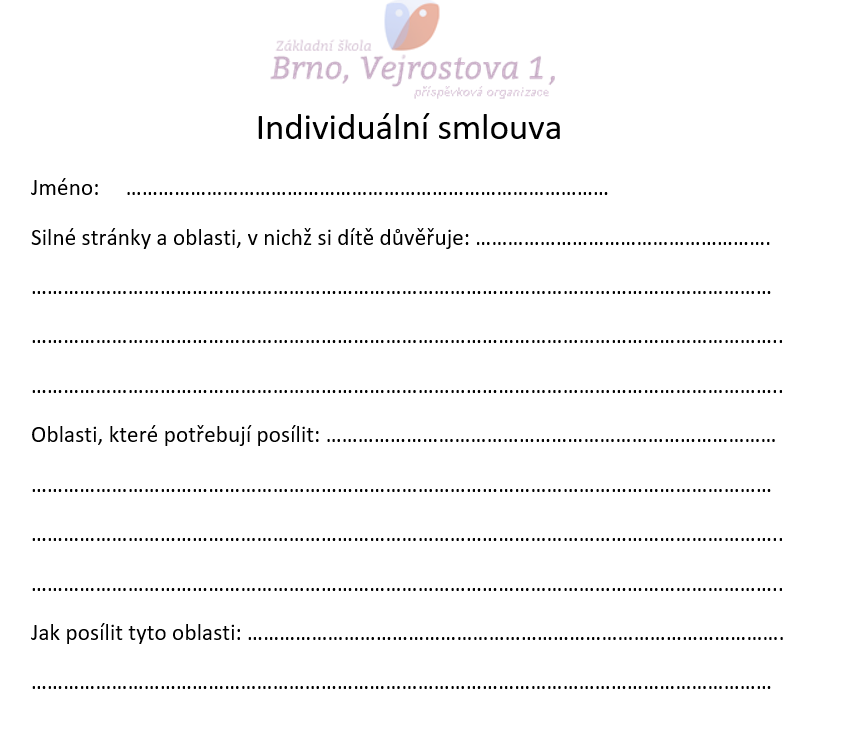 Základní škola
Brno, Vejrostova 1,
příspěvková organizace
Individuální smlouva
Jméno: ……………………………………………………………………………
Silné stránky a oblasti, v nichž si dítě důvěřuje: …………………………………………….
……………………………………………………………………………………………………………………
……………………………………………………………………………………………………………………..
……………………………………………………………………………………………………………………..
Oblasti, které potřebují posílit: ………………………………………………………………………
……………………………………………………………………………………………………………………
……………………………………………………………………………………………………………………..
……………………………………………………………………………………………………………………..
Jak posílit tyto oblasti: …………………………………………………………………………………….
……………………………………………………………………………………………………………………